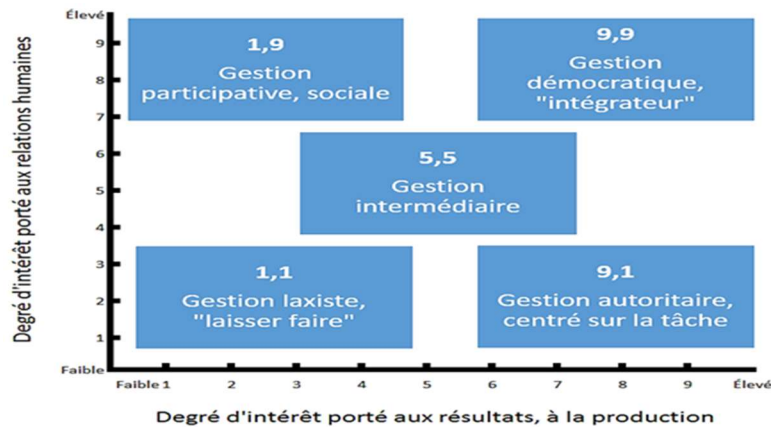 Degré d'intérêt porté aux relations humaines
Élevé
9
8
7
6
5
4
3
2
1
Faible
1,9
Gestion
participative, sociale
9,9
Gestion
démocratique,
"intégrateur"
5,5
Gestion
intermédiaire
1,1
Gestion laxiste,
"laisser faire"
9,1
Gestion autoritaire,
centré sur la tâche
Faible 1 2 3 4 5 6 7 8 9 Élevé
Degré d'intérêt porté aux résultats, à la production